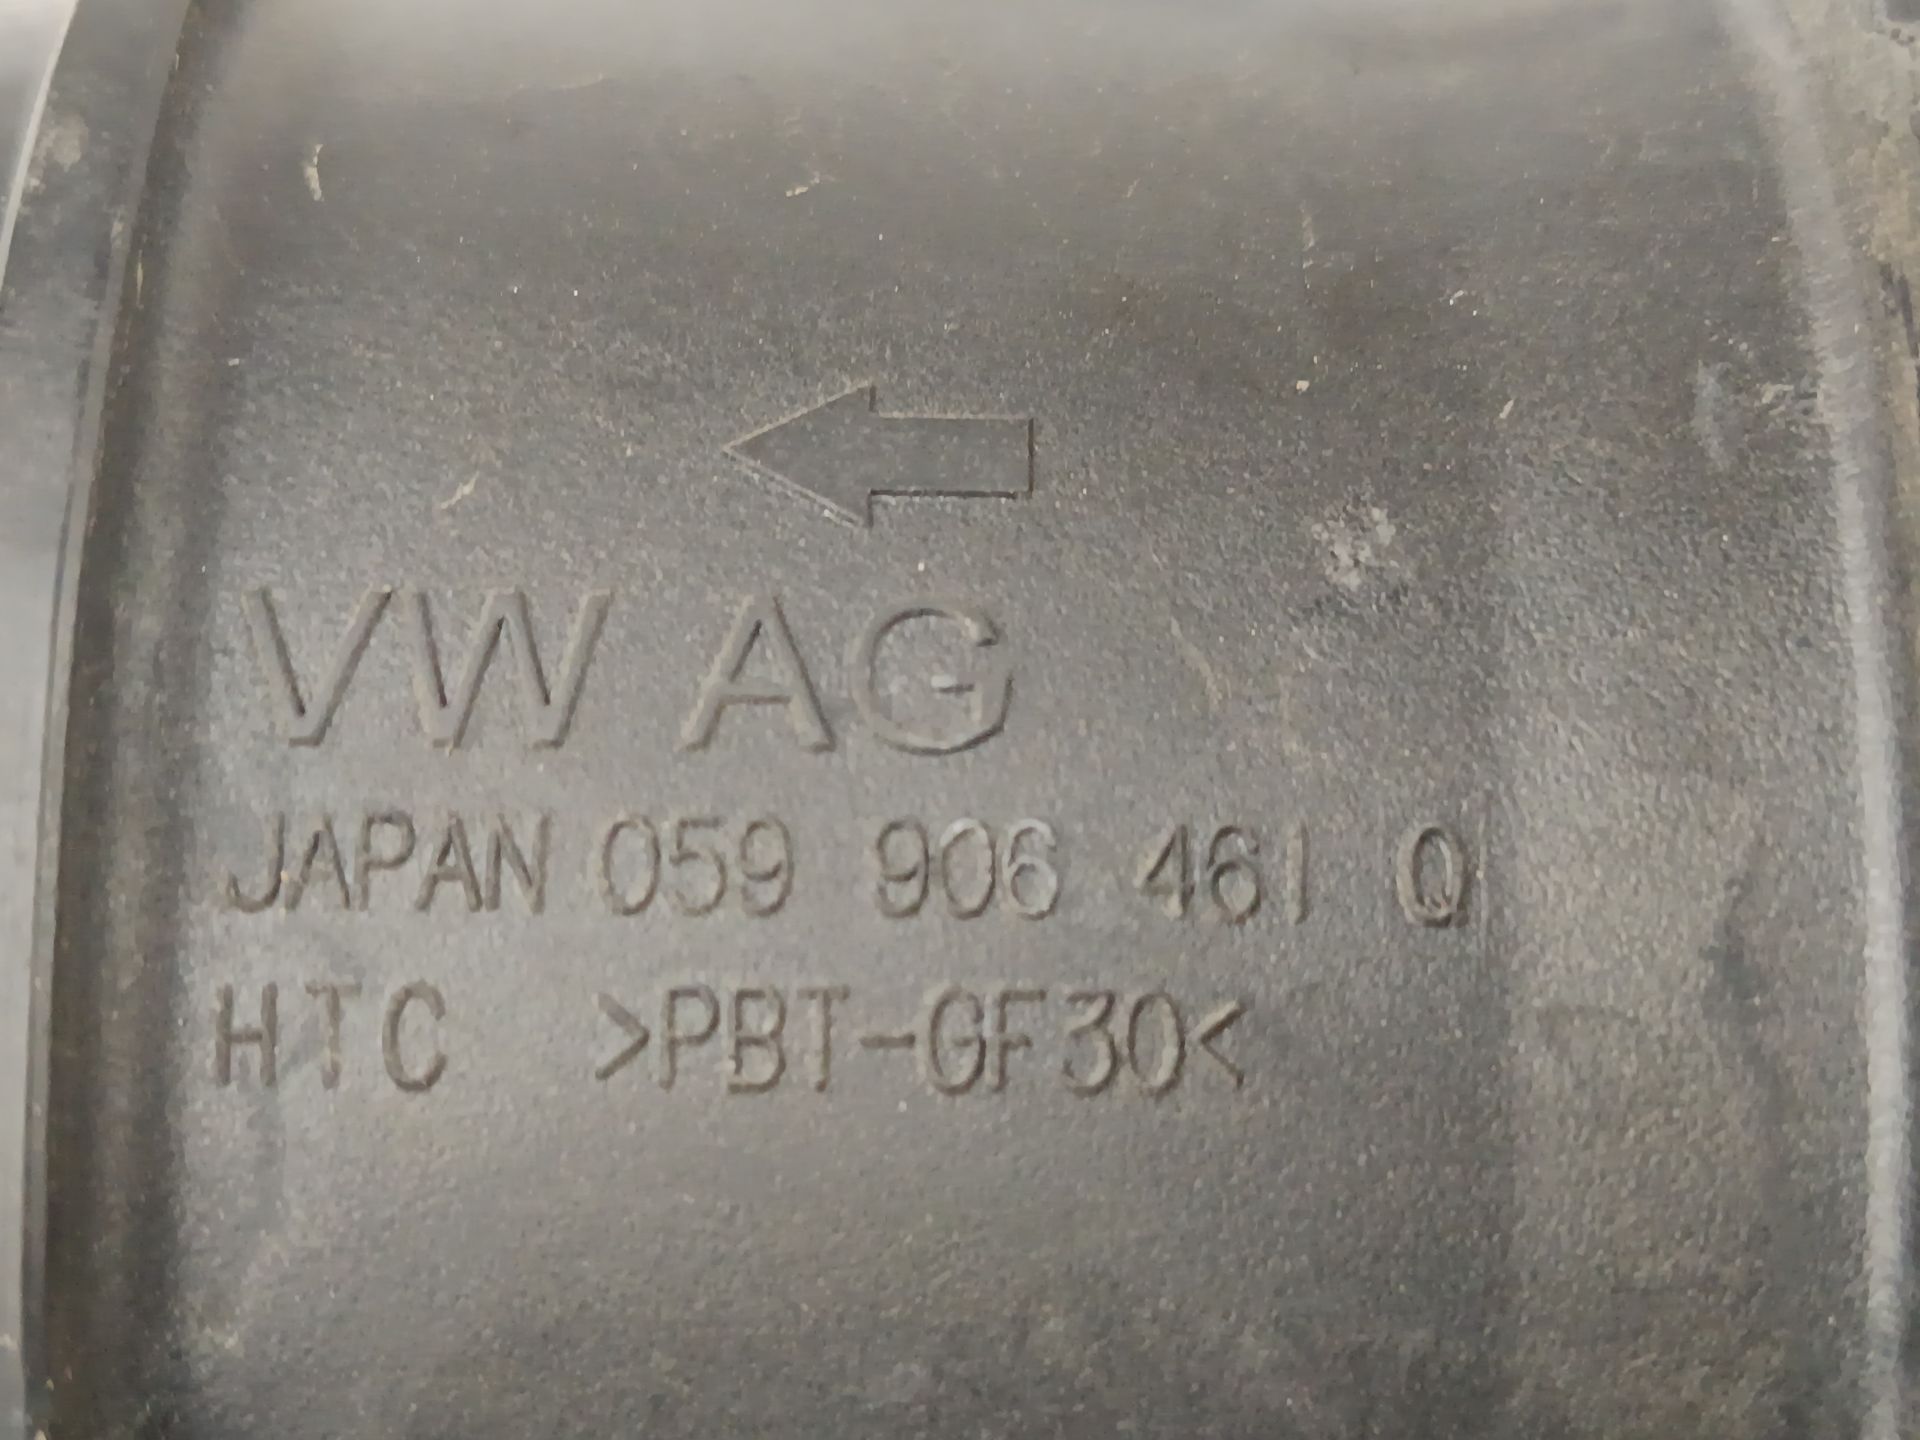 VW AG
JAPAN 059 906 461 Q
HTC >PBT-GF30<